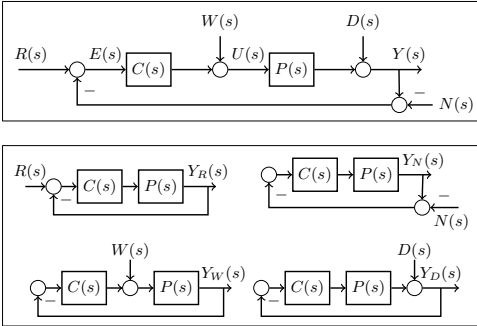 W(s) D(s)
R(s) E(s) C(s) U(s) P(s) Y(s)
− −
N(s)
R(s) C(s) P(s) Y_R(s)
−
C(s) P(s) Y_N(s)
− −
N(s)
W(s)
C(s) P(s) Y_W(s)
−
D(s)
C(s) P(s) Y_D(s)
−